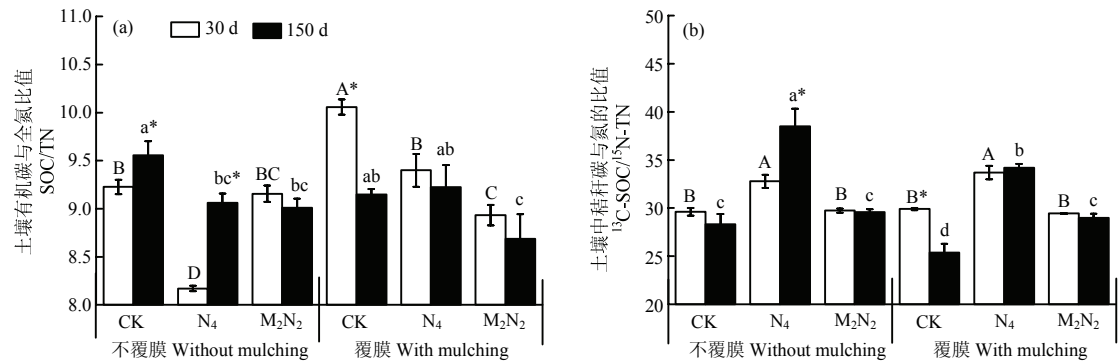 (a)
30 d
150 d
土壤有机碳与全氮比值
SOC/TN
11.0
10.5
10.0
9.5
9.0
8.5
8.0
B
a*
D
bc*
BC
bc
A*
ab
B
ab
C
c
CK
N₄
M₂N₂
CK
N₄
M₂N₂
不覆膜 Without mulching
覆膜 With mulching
(b)
土壤中秸秆碳与氮的比值
¹³C-SOC/¹⁵N-TN
50
45
40
35
30
25
20
B
c
A
a*
B
c
B*
d
A
b
B
c
CK
N₄
M₂N₂
CK
N₄
M₂N₂
不覆膜 Without mulching
覆膜 With mulching